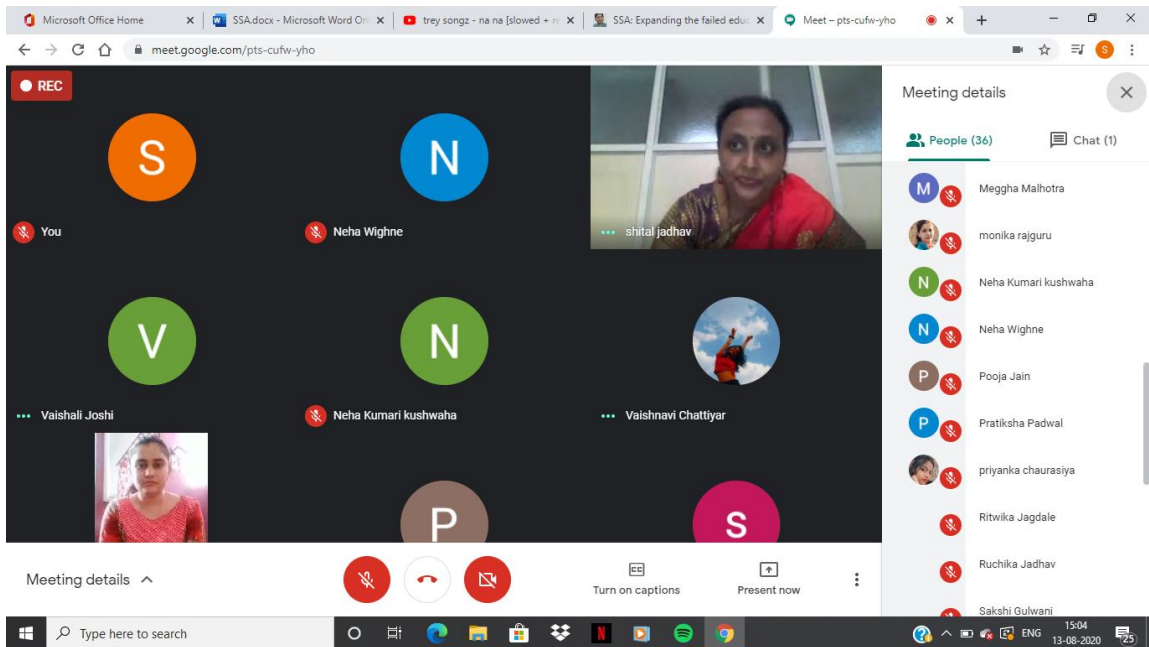 Microsoft Office Home
SSA.docx - Microsoft Word On
trey songz - na na [slowed + r
SSA: Expanding the failed educ
Meet – pts-cufw-yho
meet.google.com/pts-cufw-yho
S
REC
S
You
N
Neha Wighne
shital jadhav
V
Vaishali Joshi
N
Neha Kumari kushwaha
Vaishnavi Chattiyar
P
S
Meeting details
People (36)
Chat (1)
M
Meggha Malhotra
monika rajguru
N
Neha Kumari kushwaha
N
Neha Wighne
P
Pooja Jain
P
Pratiksha Padwal
priyanka chaurasiya
Ritwika Jagdale
Ruchika Jadhav
Sakshi Gulwani
Meeting details
CC
Turn on captions
Present now
Type here to search
N
ENG
15:04
13-08-2020
25